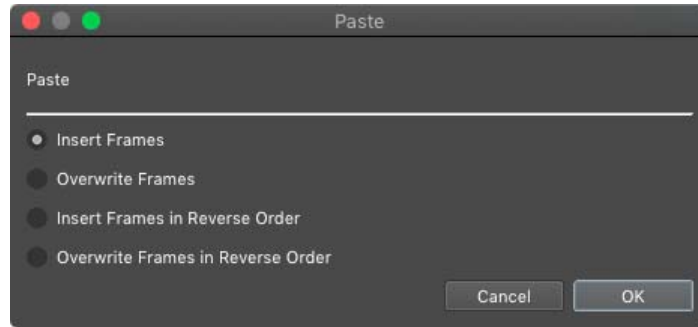 Paste
Paste
Insert Frames
Overwrite Frames
Insert Frames in Reverse Order
Overwrite Frames in Reverse Order
Cancel OK